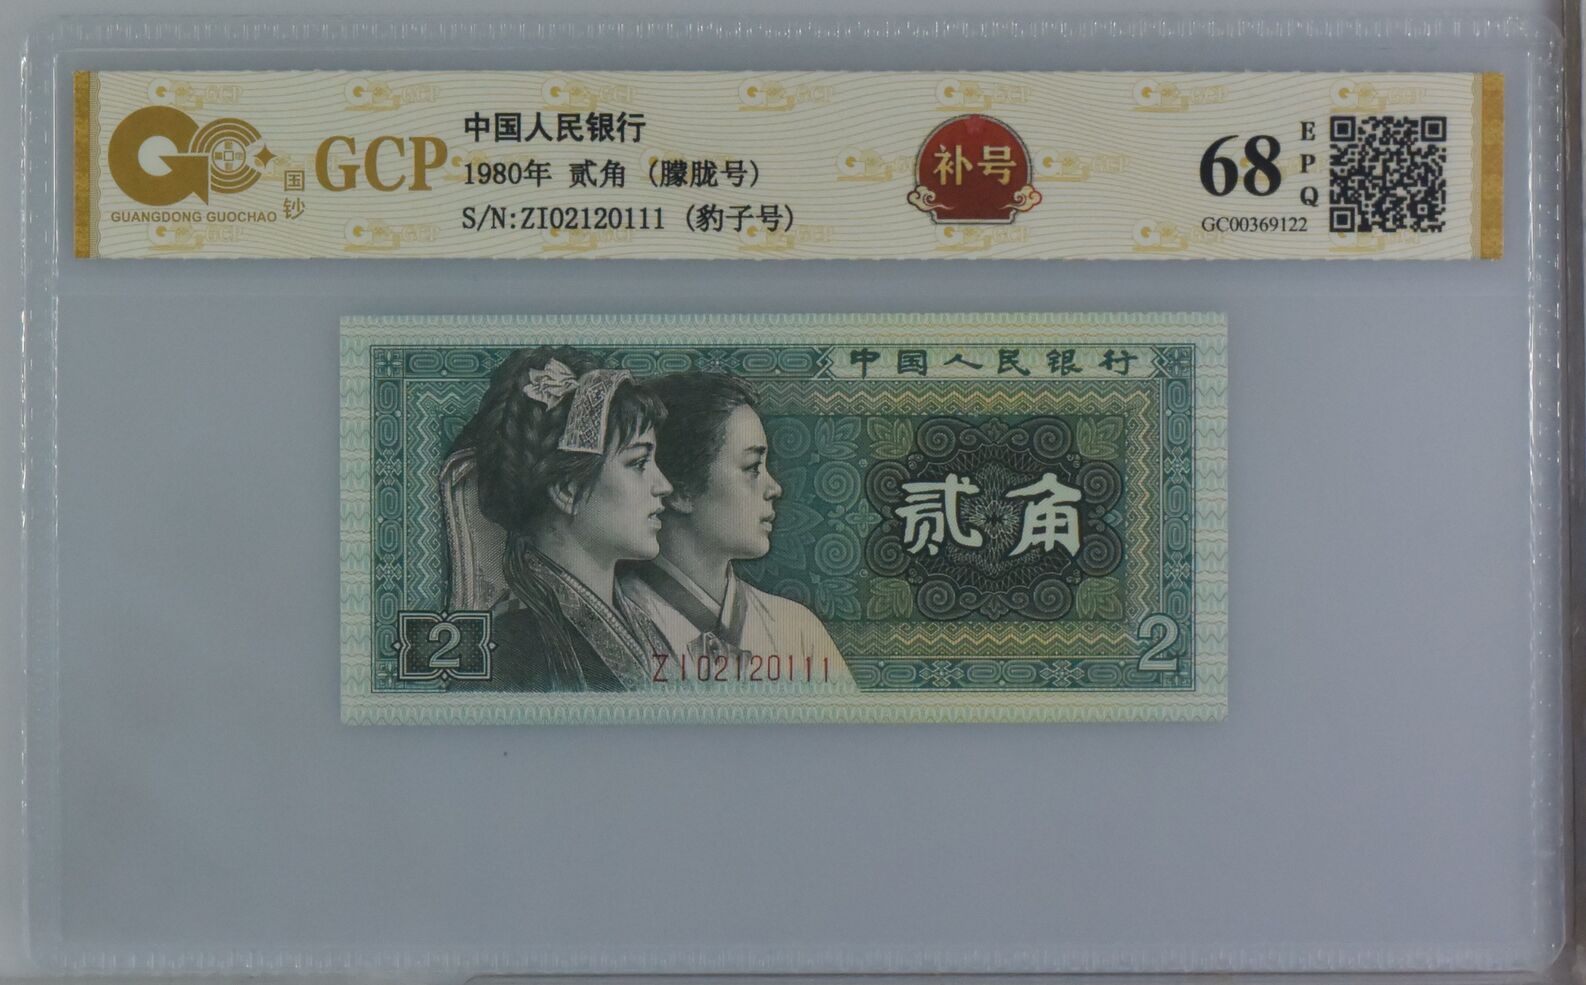 GCP
GUANGDONG GUOCHAO
国钞
中国人民银行
1980年 贰角 (朦胧号)
S/N:ZI02120111 (豹子号)
补号
68
EPQ
GC00369122
中国人民银行
贰角
2
ZI02120111
2